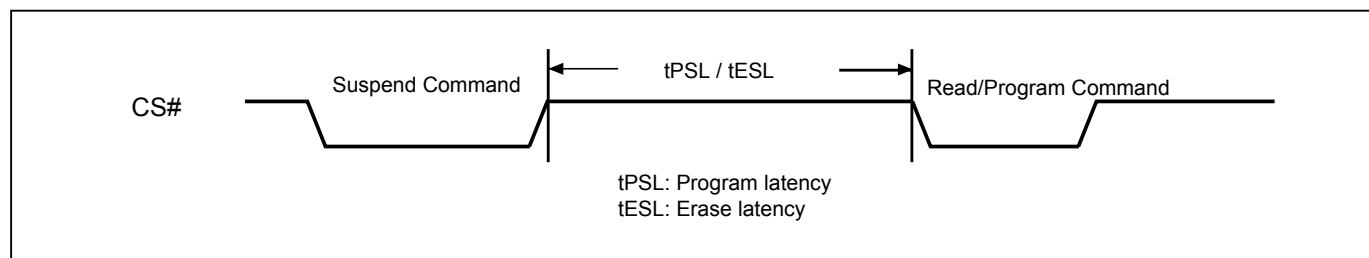 Suspend Command
tPSL / tESL
Read/Program Command
CS#
tPSL: Program latency
tESL: Erase latency